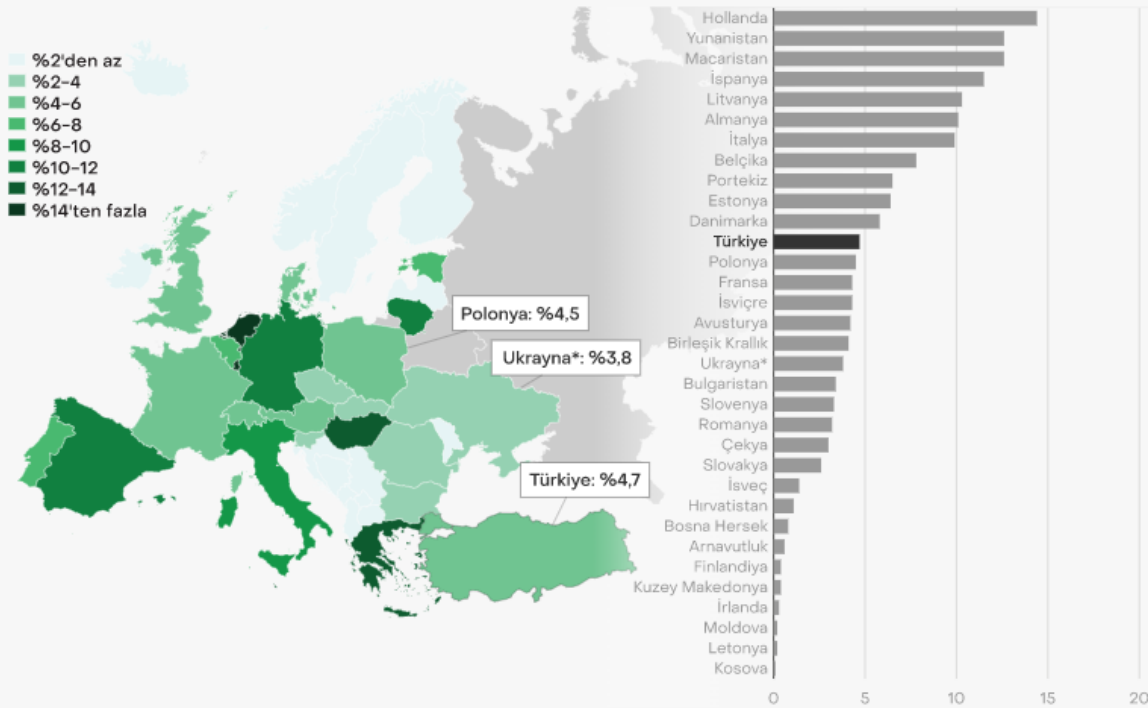 %2'den az
%2–4
%4–6
%6–8
%8–10
%10–12
%12–14
%14'ten fazla
Polonya: %4,5
Ukrayna*: %3,8
Türkiye: %4,7
Hollanda
Yunanistan
Macaristan
İspanya
Litvanya
Almanya
İtalya
Belçika
Portekiz
Estonya
Danimarka
Türkiye
Polonya
Fransa
İsviçre
Avusturya
Birleşik Krallık
Ukrayna*
Bulgaristan
Slovenya
Romanya
Çekya
Slovakya
İsveç
Hırvatistan
Bosna Hersek
Arnavutluk
Finlandiya
Kuzey Makedonya
İrlanda
Moldova
Letonya
Kosova
0 5 10 15 20